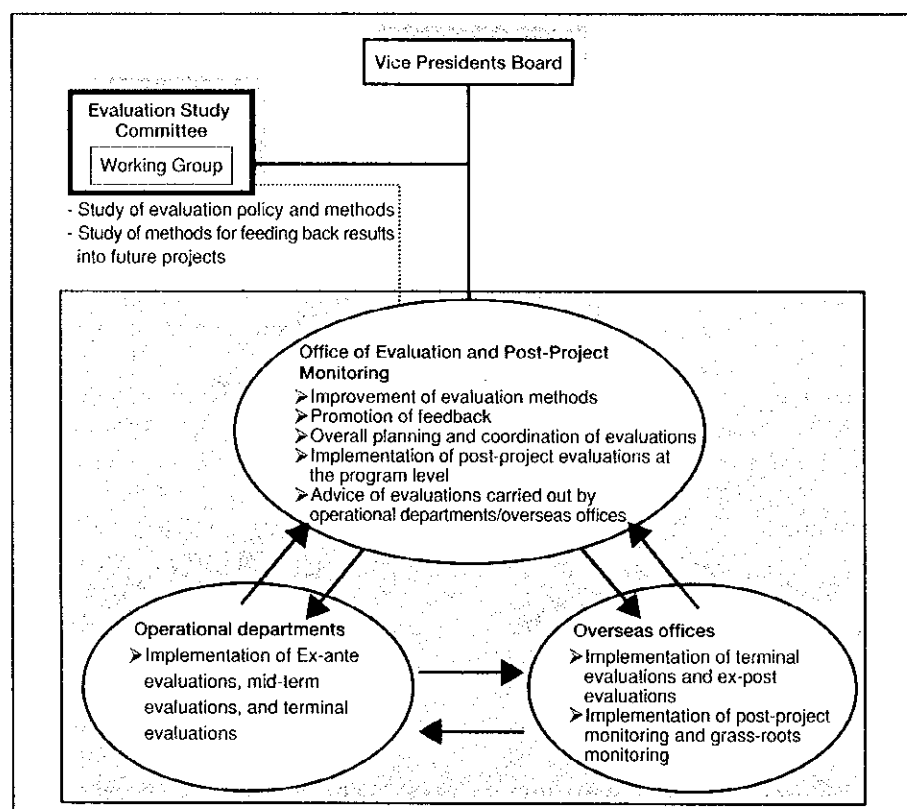 Vice Presidents Board
Evaluation Study
Committee
Working Group
- Study of evaluation policy and methods
- Study of methods for feeding back results
into future projects
Office of Evaluation and Post-Project
Monitoring
➢Improvement of evaluation methods
➢Promotion of feedback
➢Overall planning and coordination of evaluations
➢Implementation of post-project evaluations at
the program level
➢Advice of evaluations carried out by
operational departments/overseas offices
Operational departments
➢Implementation of Ex-ante
evaluations, mid-term
evaluations, and terminal
evaluations
Overseas offices
➢Implementation of terminal
evaluations and ex-post
evaluations
➢Implementation of post-project
monitoring and grass-roots
monitoring